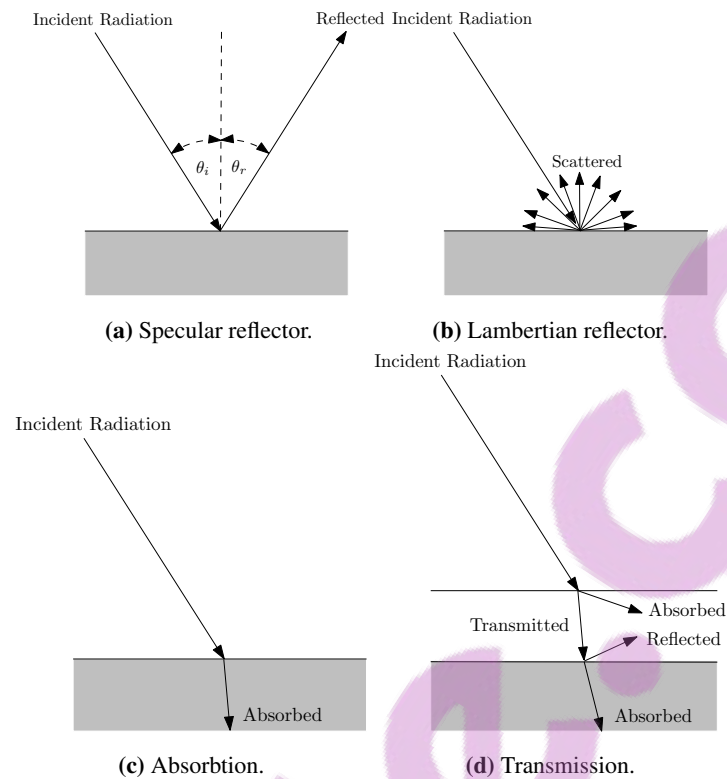 Incident Radiation
Reflected
Incident Radiation
θi
θr
Scattered
(a) Specular reflector.
(b) Lambertian reflector.
Incident Radiation
Incident Radiation
Absorbed
Transmitted
Reflected
Absorbed
Absorbed
(c) Absorbtion.
(d) Transmission.